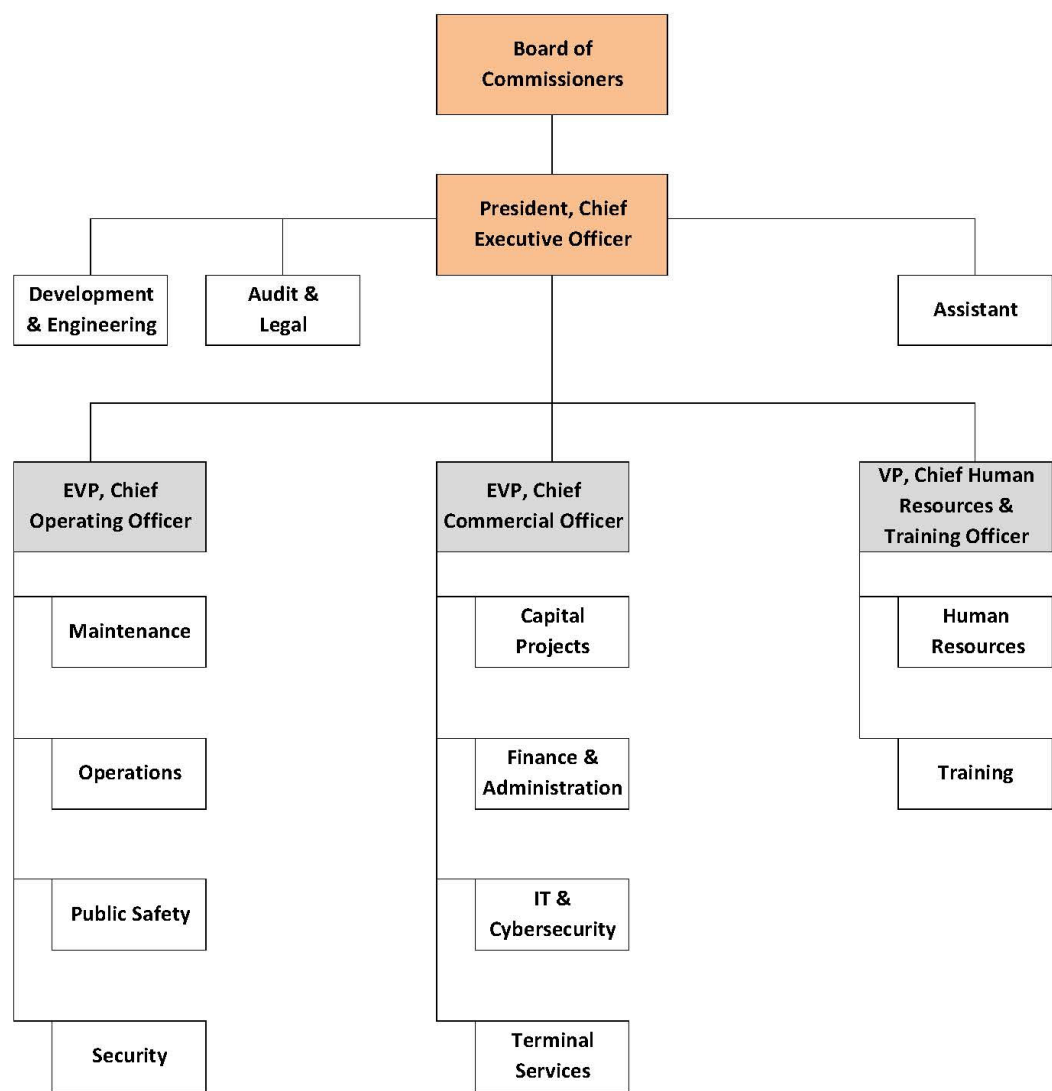 Board of
Commissioners
President, Chief
Executive Officer
Development
& Engineering
Audit &
Legal
Assistant
EVP, Chief
Operating Officer
EVP, Chief
Commercial Officer
VP, Chief Human
Resources &
Training Officer
Maintenance
Capital
Projects
Human
Resources
Operations
Finance &
Administration
Training
Public Safety
IT &
Cybersecurity
Security
Terminal
Services